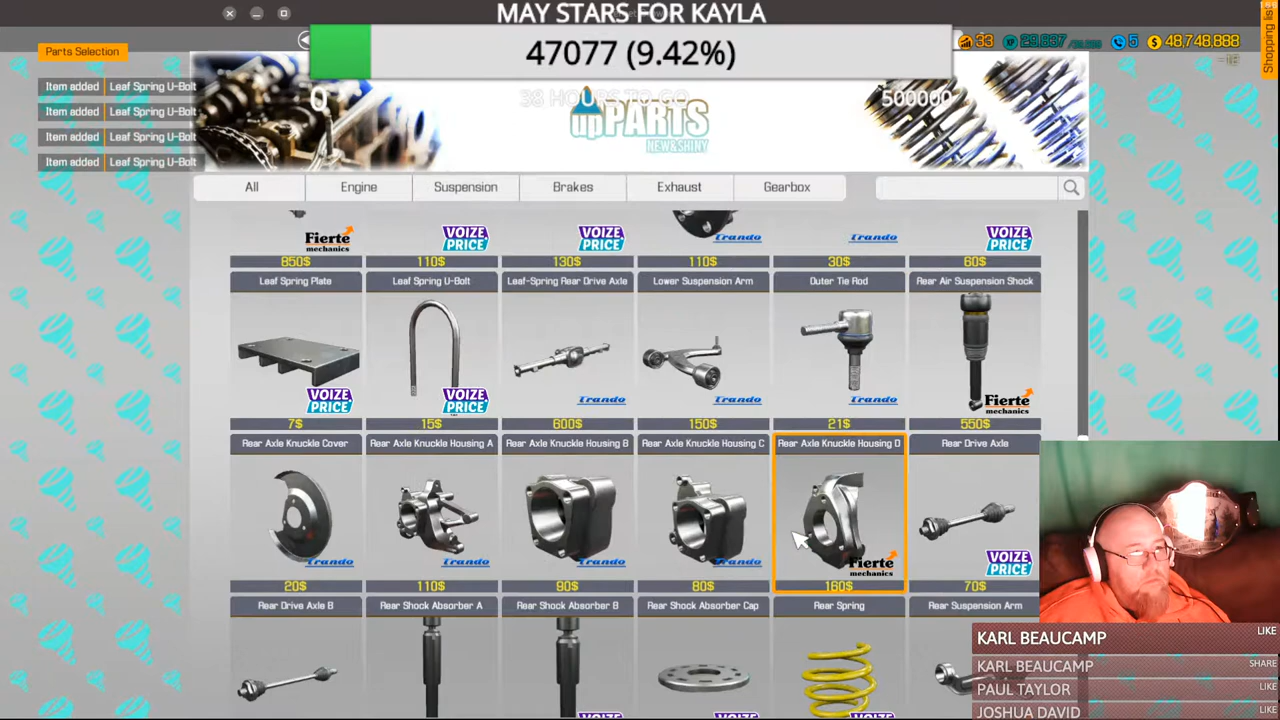 MAY STARS FOR KAYLA
47077 (9.42%)
0
38 HOURS TO GO
500000
33
5
48,748,888
Shopping list
Parts Selection
Item added Leaf Spring U-Bolt
Item added Leaf Spring U-Bolt
Item added Leaf Spring U-Bolt
Item added Leaf Spring U-Bolt
upPARTS
NEW&SHINY
All Engine Suspension Brakes Exhaust Gearbox
Fierte mechanics VOIZE PRICE VOIZE PRICE Trando Trando VOIZE PRICE
850$ 110$ 130$ 110$ 30$ 60$
Leaf Spring Plate Leaf Spring U-Bolt Leaf-Spring Rear Drive Axle Lower Suspension Arm Outer Tie Rod Rear Air Suspension Shock
VOIZE PRICE VOIZE PRICE Trando Trando Trando Fierte mechanics
7$ 15$ 600$ 150$ 21$ 550$
Rear Axle Knuckle Cover Rear Axle Knuckle Housing A Rear Axle Knuckle Housing B Rear Axle Knuckle Housing C Rear Axle Knuckle Housing D Rear Drive Axle
Trando Trando Trando Trando Fierte mechanics VOIZE PRICE
20$ 110$ 90$ 80$ 160$ 70$
Rear Drive Axle B Rear Shock Absorber A Rear Shock Absorber B Rear Shock Absorber Cap Rear Spring Rear Suspension Arm
KARL BEAUCAMP LIKE
KARL BEAUCAMP SHARE
PAUL TAYLOR LIKE
JOSHUA DAVID LIKE